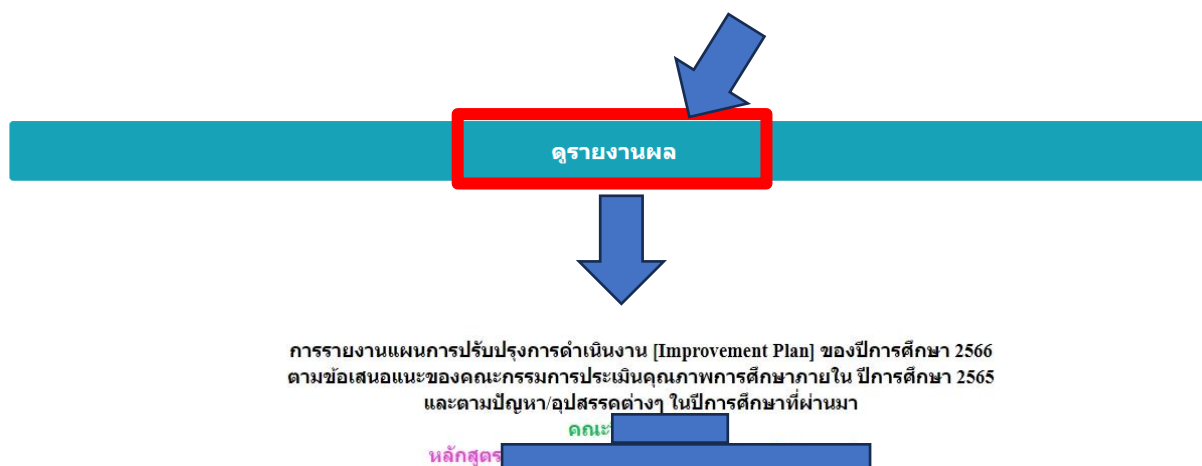 ดูรายงานผล
การรายงานแผนการปรับปรุงการดำเนินงาน [Improvement Plan] ของปีการศึกษา 2566
ตามข้อเสนอแนะของคณะกรรมการประเมินคุณภาพการศึกษาภายใน ปีการศึกษา 2565
และตามปัญหา/อุปสรรคต่างๆ ในปีการศึกษาที่ผ่านมา
คณะ
หลักสูตร